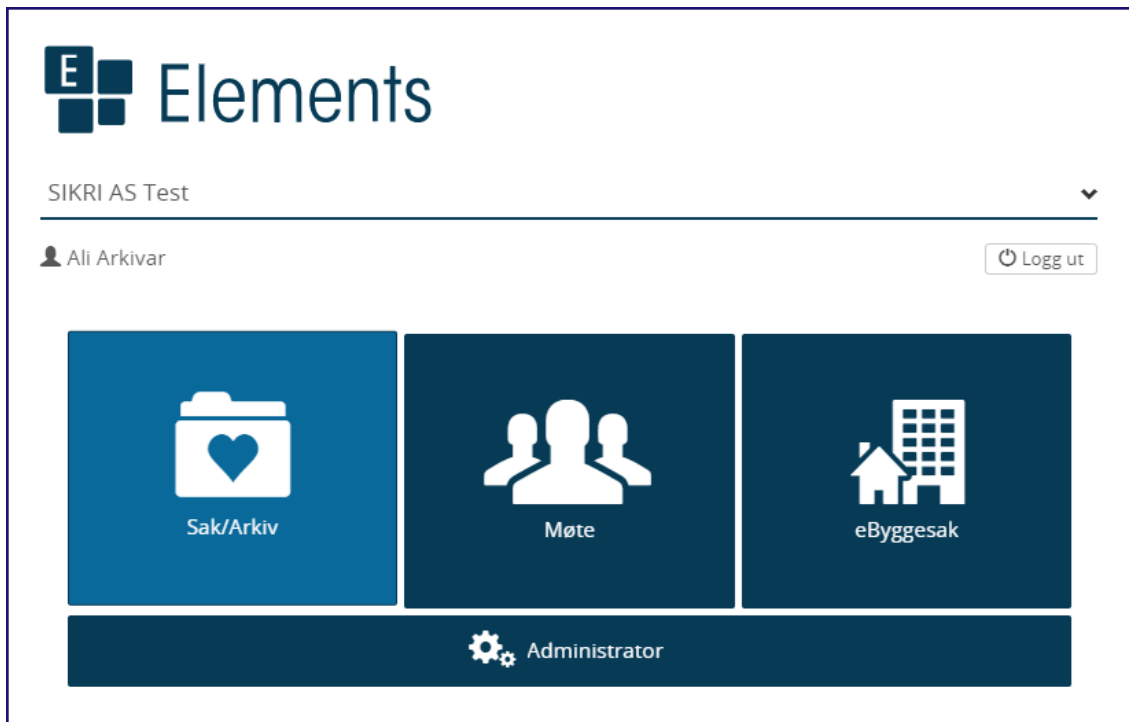 E
Elements
SIKRI AS Test
Ali Arkivar
Logg ut
Sak/Arkiv
Møte
eByggesak
Administrator